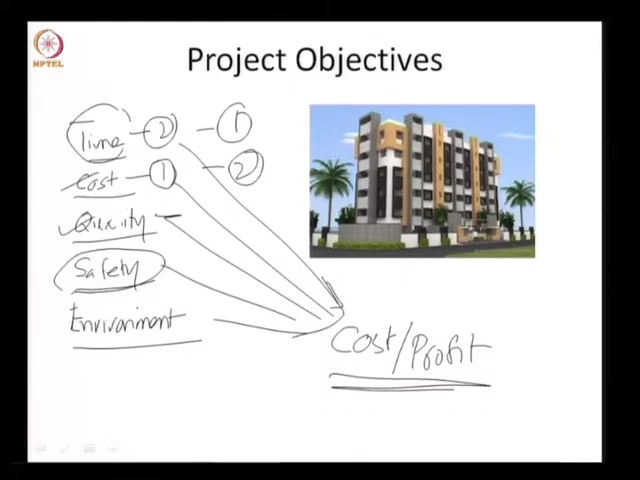 NPTEL
Project Objectives
Time - 2 - 1
Cost - 1 - 2
Quality -
Safety
Environment
Cost/Profit